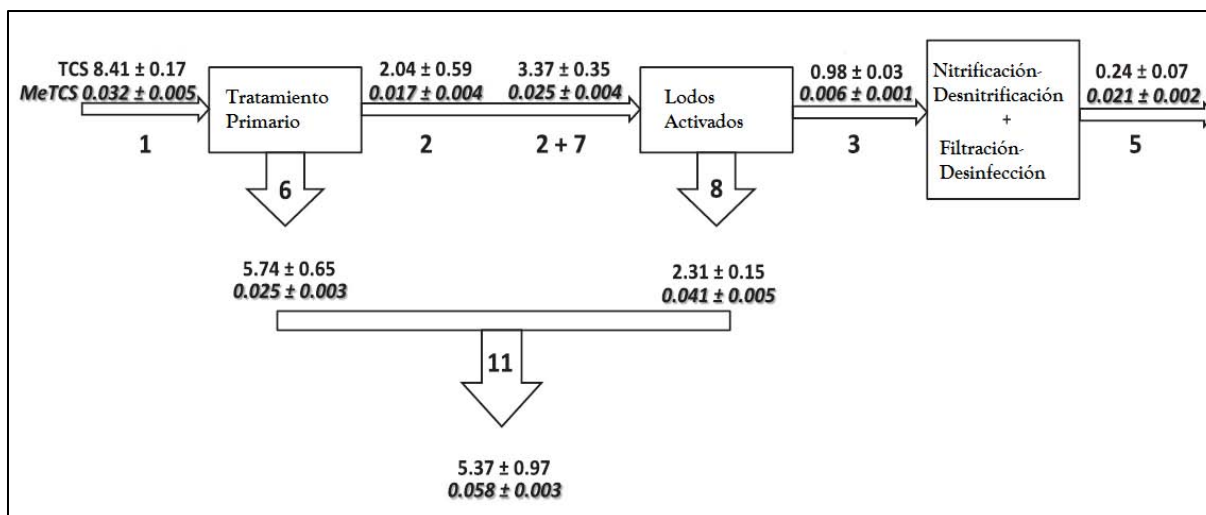 TCS 8.41 ± 0.17
MeTCS 0.032 ± 0.005
1
Tratamiento
Primario
2.04 ± 0.59
0.017 ± 0.004
2
3.37 ± 0.35
0.025 ± 0.004
2 + 7
Lodos
Activados
0.98 ± 0.03
0.006 ± 0.001
3
Nitrificación-
Desnitrificación
+
Filtración-
Desinfección
0.24 ± 0.07
0.021 ± 0.002
5
6
8
5.74 ± 0.65
0.025 ± 0.003
2.31 ± 0.15
0.041 ± 0.005
11
5.37 ± 0.97
0.058 ± 0.003